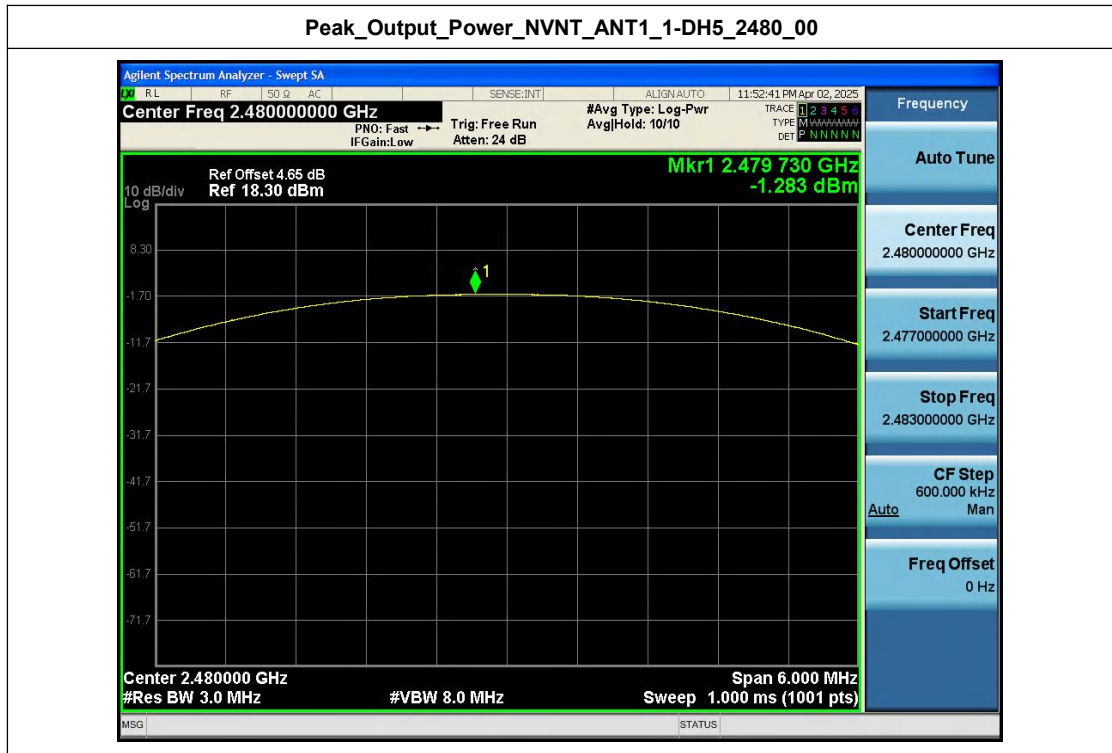 Peak_Output_Power_NVNT_ANT1_1-DH5_2480_00
Agilent Spectrum Analyzer - Swept SA
LXI RL RF 50 Ω AC SENSE:INT ALIGN AUTO 11:52:41 PM Apr 02, 2025
Center Freq 2.480000000 GHz
PNO: Fast
IFGain:Low
Trig: Free Run
Atten: 24 dB
#Avg Type: Log-Pwr
Avg|Hold: 10/10
TRACE 1 2 3 4 5 6
TYPE M WWWWW
DET P N N N N N
Frequency
Mkr1 2.479 730 GHz
-1.283 dBm
Ref Offset 4.65 dB
10 dB/div Ref 18.30 dBm
Log
8.30
-1.70
-11.7
-21.7
-31.7
-41.7
-51.7
-61.7
-71.7
1
Center 2.480000 GHz Span 6.000 MHz
#Res BW 3.0 MHz #VBW 8.0 MHz Sweep 1.000 ms (1001 pts)
Auto Tune
Center Freq
2.480000000 GHz
Start Freq
2.477000000 GHz
Stop Freq
2.483000000 GHz
CF Step
600.000 kHz
Auto Man
Freq Offset
0 Hz
MSG STATUS